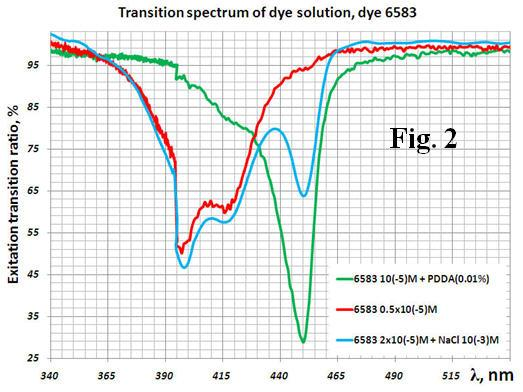 Transition spectrum of dye solution, dye 6583
Exitation transition ratio, %
95
85
75
65
55
45
35
25
Fig. 2
6583 10(-5)M + PDDA(0.01%)
6583 0.5x10(-5)M
6583 2x10(-5)M + NaCl 10(-3)M
340 365 390 415 440 465 490 515 λ, nm